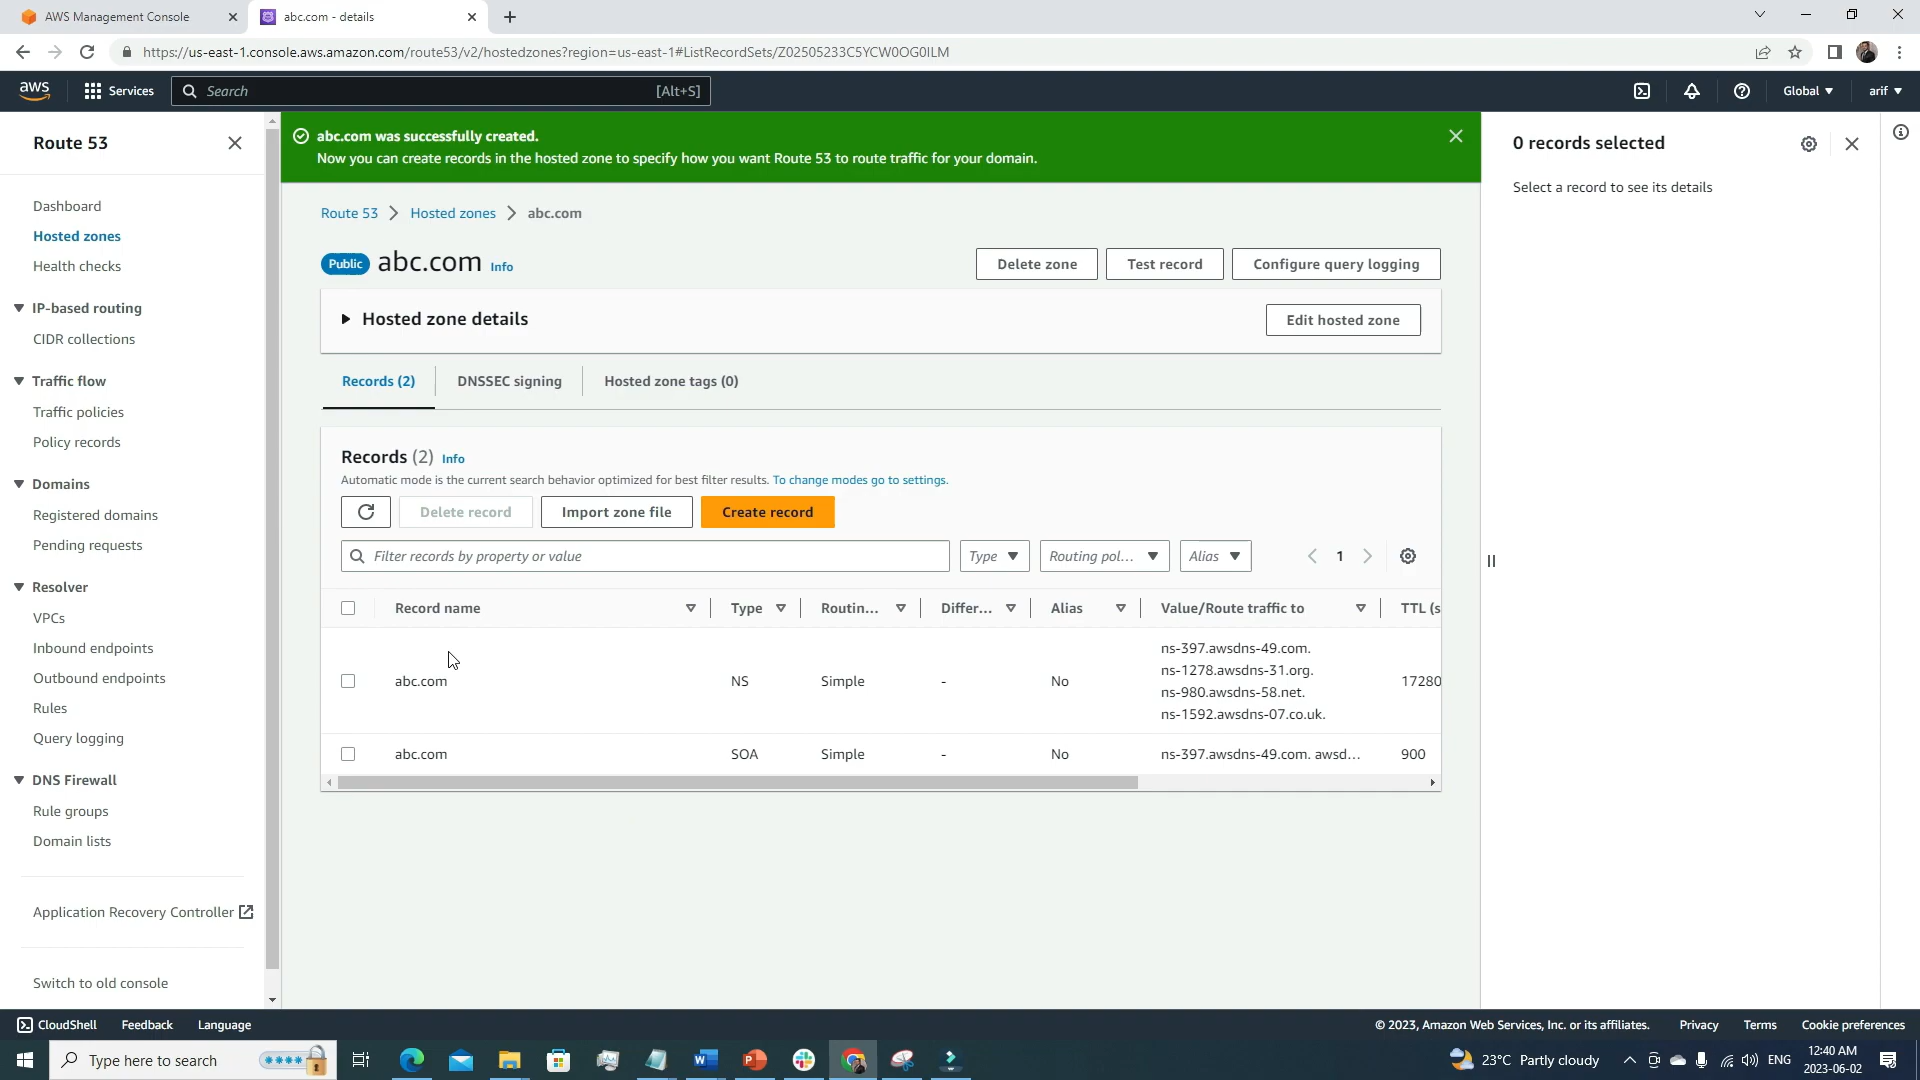 AWS Management Console
abc.com - details
https://us-east-1.console.aws.amazon.com/route53/v2/hostedzones?region=us-east-1#ListRecordSets/Z02505233C5YCW0OG0ILM
aws
Services
Search
[Alt+S]
Global
arif
Route 53
Dashboard
Hosted zones
Health checks
IP-based routing
CIDR collections
Traffic flow
Traffic policies
Policy records
Domains
Registered domains
Pending requests
Resolver
VPCs
Inbound endpoints
Outbound endpoints
Rules
Query logging
DNS Firewall
Rule groups
Domain lists
Application Recovery Controller
Switch to old console
abc.com was successfully created.
Now you can create records in the hosted zone to specify how you want Route 53 to route traffic for your domain.
Route 53
Hosted zones
abc.com
Public abc.com Info
Delete zone
Test record
Configure query logging
Hosted zone details
Edit hosted zone
Records (2)
DNSSEC signing
Hosted zone tags (0)
Records (2) Info
Automatic mode is the current search behavior optimized for best filter results. To change modes go to settings.
Delete record
Import zone file
Create record
Filter records by property or value
Type
Routing pol...
Alias
1
Record name
Type
Routin...
Differ...
Alias
Value/Route traffic to
TTL (s
abc.com
NS
Simple
-
No
ns-397.awsdns-49.com.
ns-1278.awsdns-31.org.
ns-980.awsdns-58.net.
ns-1592.awsdns-07.co.uk.
17280
abc.com
SOA
Simple
-
No
ns-397.awsdns-49.com. awsd...
900
0 records selected
Select a record to see its details
CloudShell
Feedback
Language
© 2023, Amazon Web Services, Inc. or its affiliates.
Privacy
Terms
Cookie preferences
Type here to search
23°C Partly cloudy
ENG
12:40 AM
2023-06-02